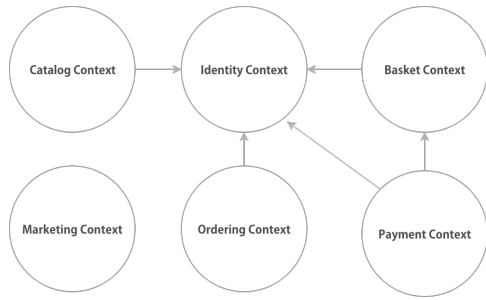 Catalog Context
Identity Context
Basket Context
Marketing Context
Ordering Context
Payment Context